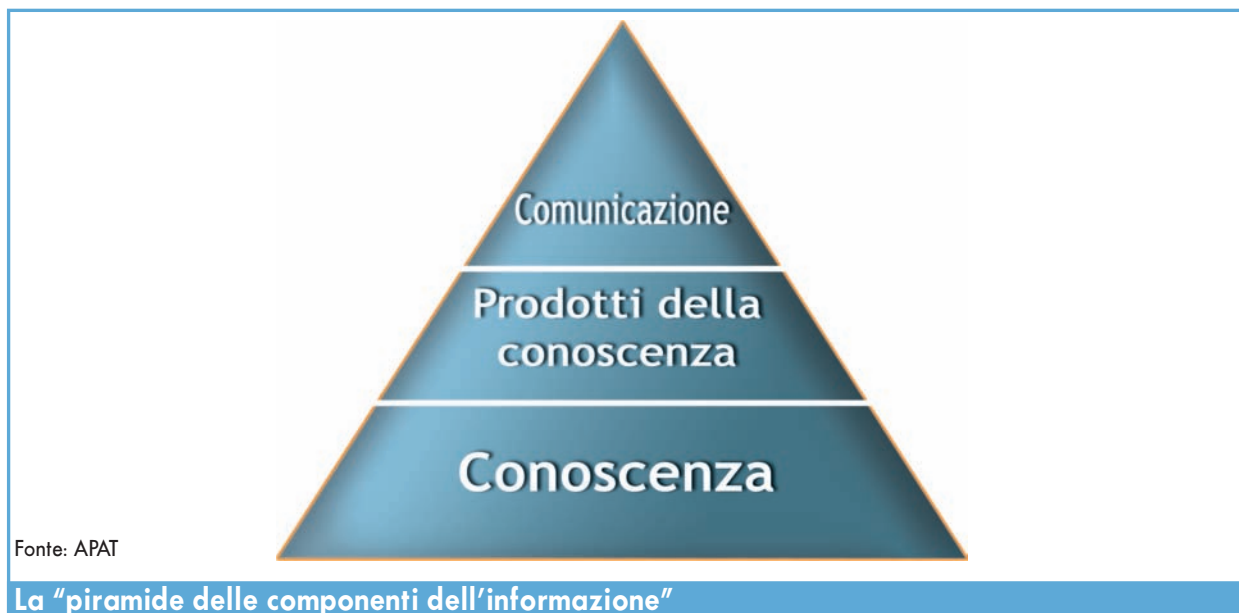 Comunicazione
Prodotti della
conoscenza
Conoscenza
Fonte: APAT
La “piramide delle componenti dell’informazione”